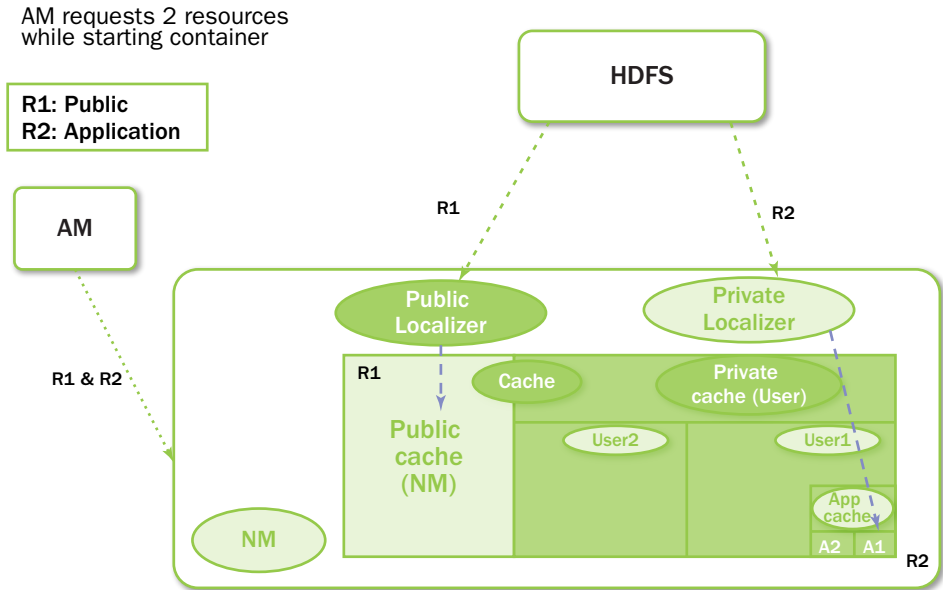 AM requests 2 resources
while starting container
R1: Public
R2: Application
HDFS
AM
R1
R2
R1 & R2
Public
Localizer
Private
Localizer
R1
Cache
Private
cache (User)
Public
cache
(NM)
User2
User1
App
cache
A2
A1
NM
R2